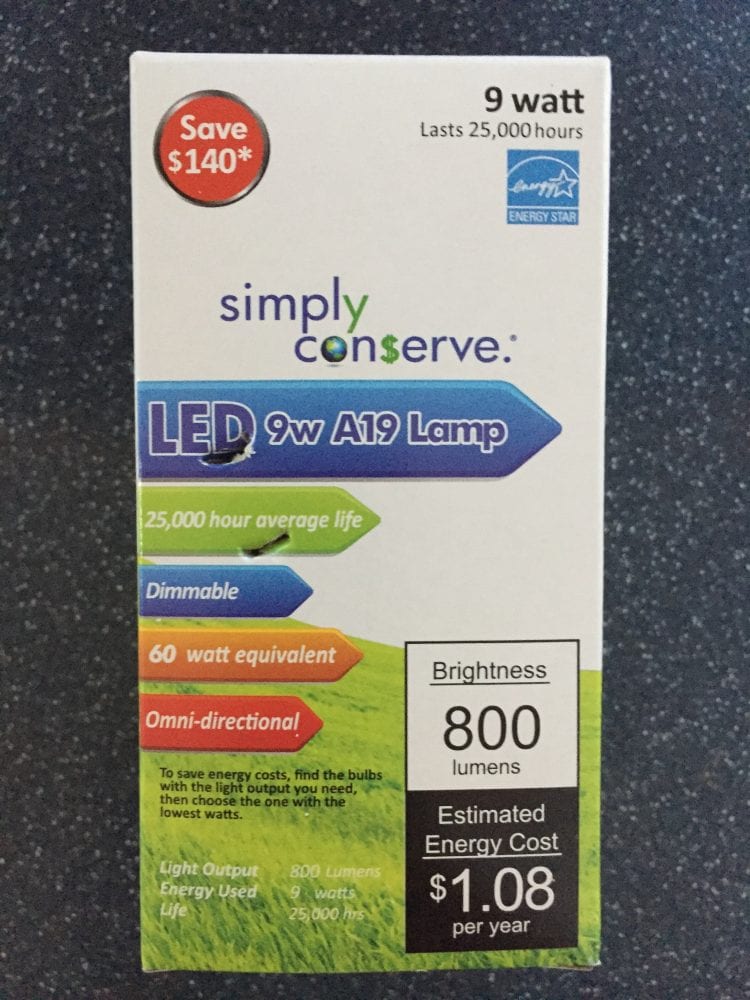 Save
$140*
9 watt
Lasts 25,000 hours
energy
ENERGY STAR
simply
con$erve.
LED 9w A19 Lamp
25,000 hour average life
Dimmable
60 watt equivalent
Omni-directional
To save energy costs, find the bulbs
with the light output you need,
then choose the one with the
lowest watts.
Light Output 800 Lumens
Energy Used 9 watts
Life 25,000 hrs
Brightness
800
lumens
Estimated
Energy Cost
$1.08
per year